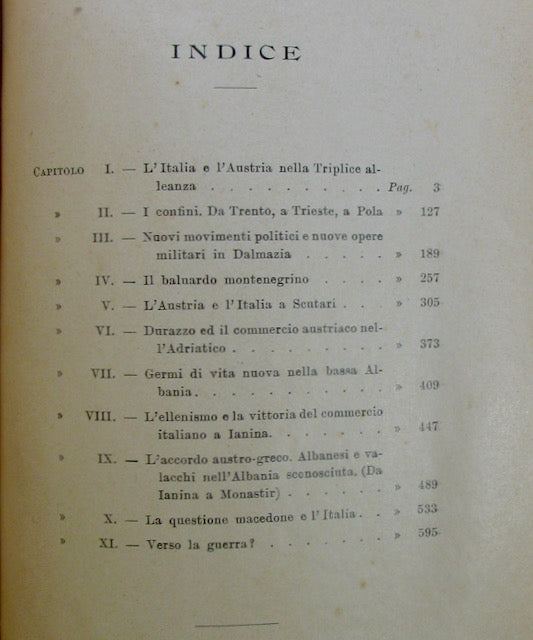 INDICE
CAPITOLO I. — L'Italia e l'Austria nella Triplice al-
leanza . . . . . . . . . . Pag. 3
» II. — I confini. Da Trento, a Trieste, a Pola » 127
» III. — Nuovi movimenti politici e nuove opere
militari in Dalmazia . . . . . » 189
» IV. — Il baluardo montenegrino . . . . » 257
» V. — L'Austria e l'Italia a Scutari . . . » 305
» VI. — Durazzo ed il commercio austriaco nel-
l'Adriatico . . . . . . . . » 373
» VII. — Germi di vita nuova nella bassa Al-
bania . . . . . . . . . . » 409
» VIII. — L'ellenismo e la vittoria del commercio
italiano a Ianina. . . . . . . » 447
» IX. — L'accordo austro-greco. Albanesi e va-
lacchi nell'Albania sconosciuta. (Da
Ianina a Monastir) . . . . . . » 489
» X. — La questione macedone e l'Italia . . » 533
» XI. — Verso la guerra? . . . . . . . » 595